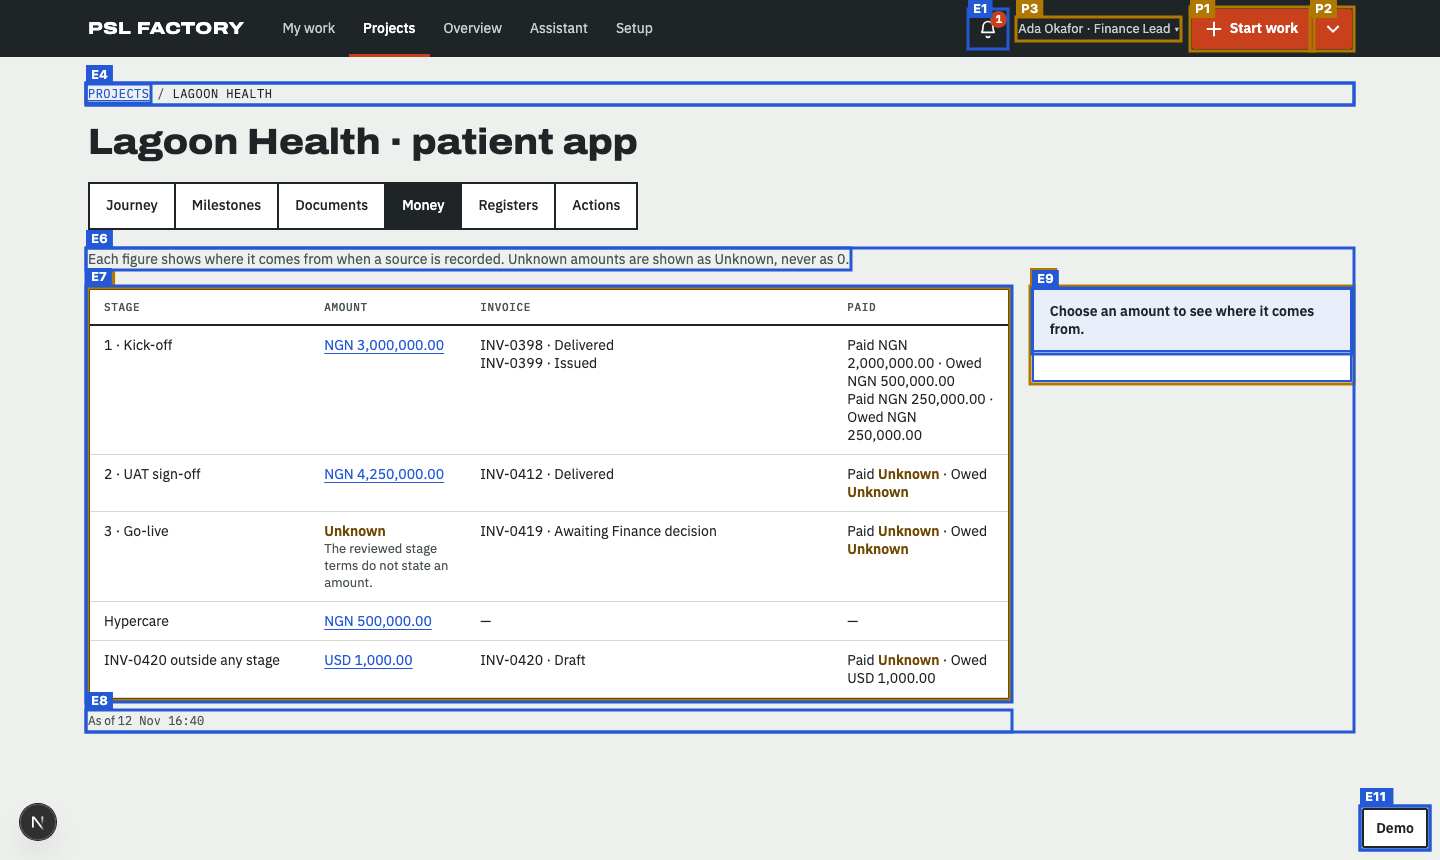 PSL FACTORY
My work
Projects
Overview
Assistant
Setup
E1
1
P3
Ada Okafor · Finance Lead
P1
Start work
P2
E4
PROJECTS / LAGOON HEALTH
Lagoon Health · patient app
Journey
Milestones
Documents
Money
Registers
Actions
E6
Each figure shows where it comes from when a source is recorded. Unknown amounts are shown as Unknown, never as 0.
E7
STAGE
AMOUNT
INVOICE
PAID
1 · Kick-off
NGN 3,000,000.00
INV-0398 · Delivered
INV-0399 · Issued
Paid NGN
2,000,000.00 · Owed
NGN 500,000.00
Paid NGN 250,000.00 ·
Owed NGN
250,000.00
2 · UAT sign-off
NGN 4,250,000.00
INV-0412 · Delivered
Paid Unknown · Owed
Unknown
3 · Go-live
Unknown
The reviewed stage
terms do not state an
amount.
INV-0419 · Awaiting Finance decision
Paid Unknown · Owed
Unknown
Hypercare
NGN 500,000.00
—
—
INV-0420 outside any stage
USD 1,000.00
INV-0420 · Draft
Paid Unknown · Owed
USD 1,000.00
E8
As of 12 Nov 16:40
E9
Choose an amount to see where it comes
from.
N
E11
Demo